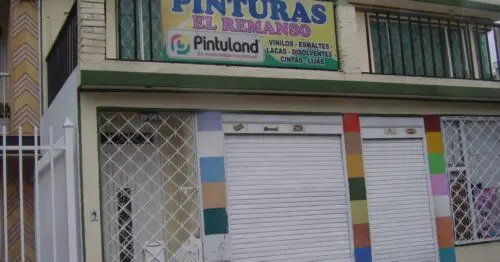 PINTURAS
EL REMANSO
Pintuland
VINILOS - ESMALTES -
LACAS - DISOLVENTES
CINTAS - LIJAS